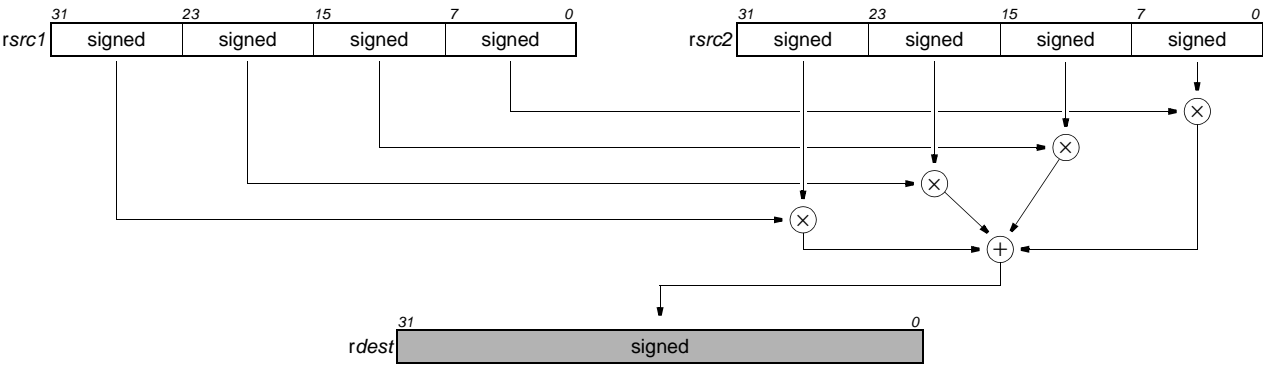 31 23 15 7 0
rsrc1 signed signed signed signed
31 23 15 7 0
rsrc2 signed signed signed signed
×
×
×
×
+
31 0
rdest signed